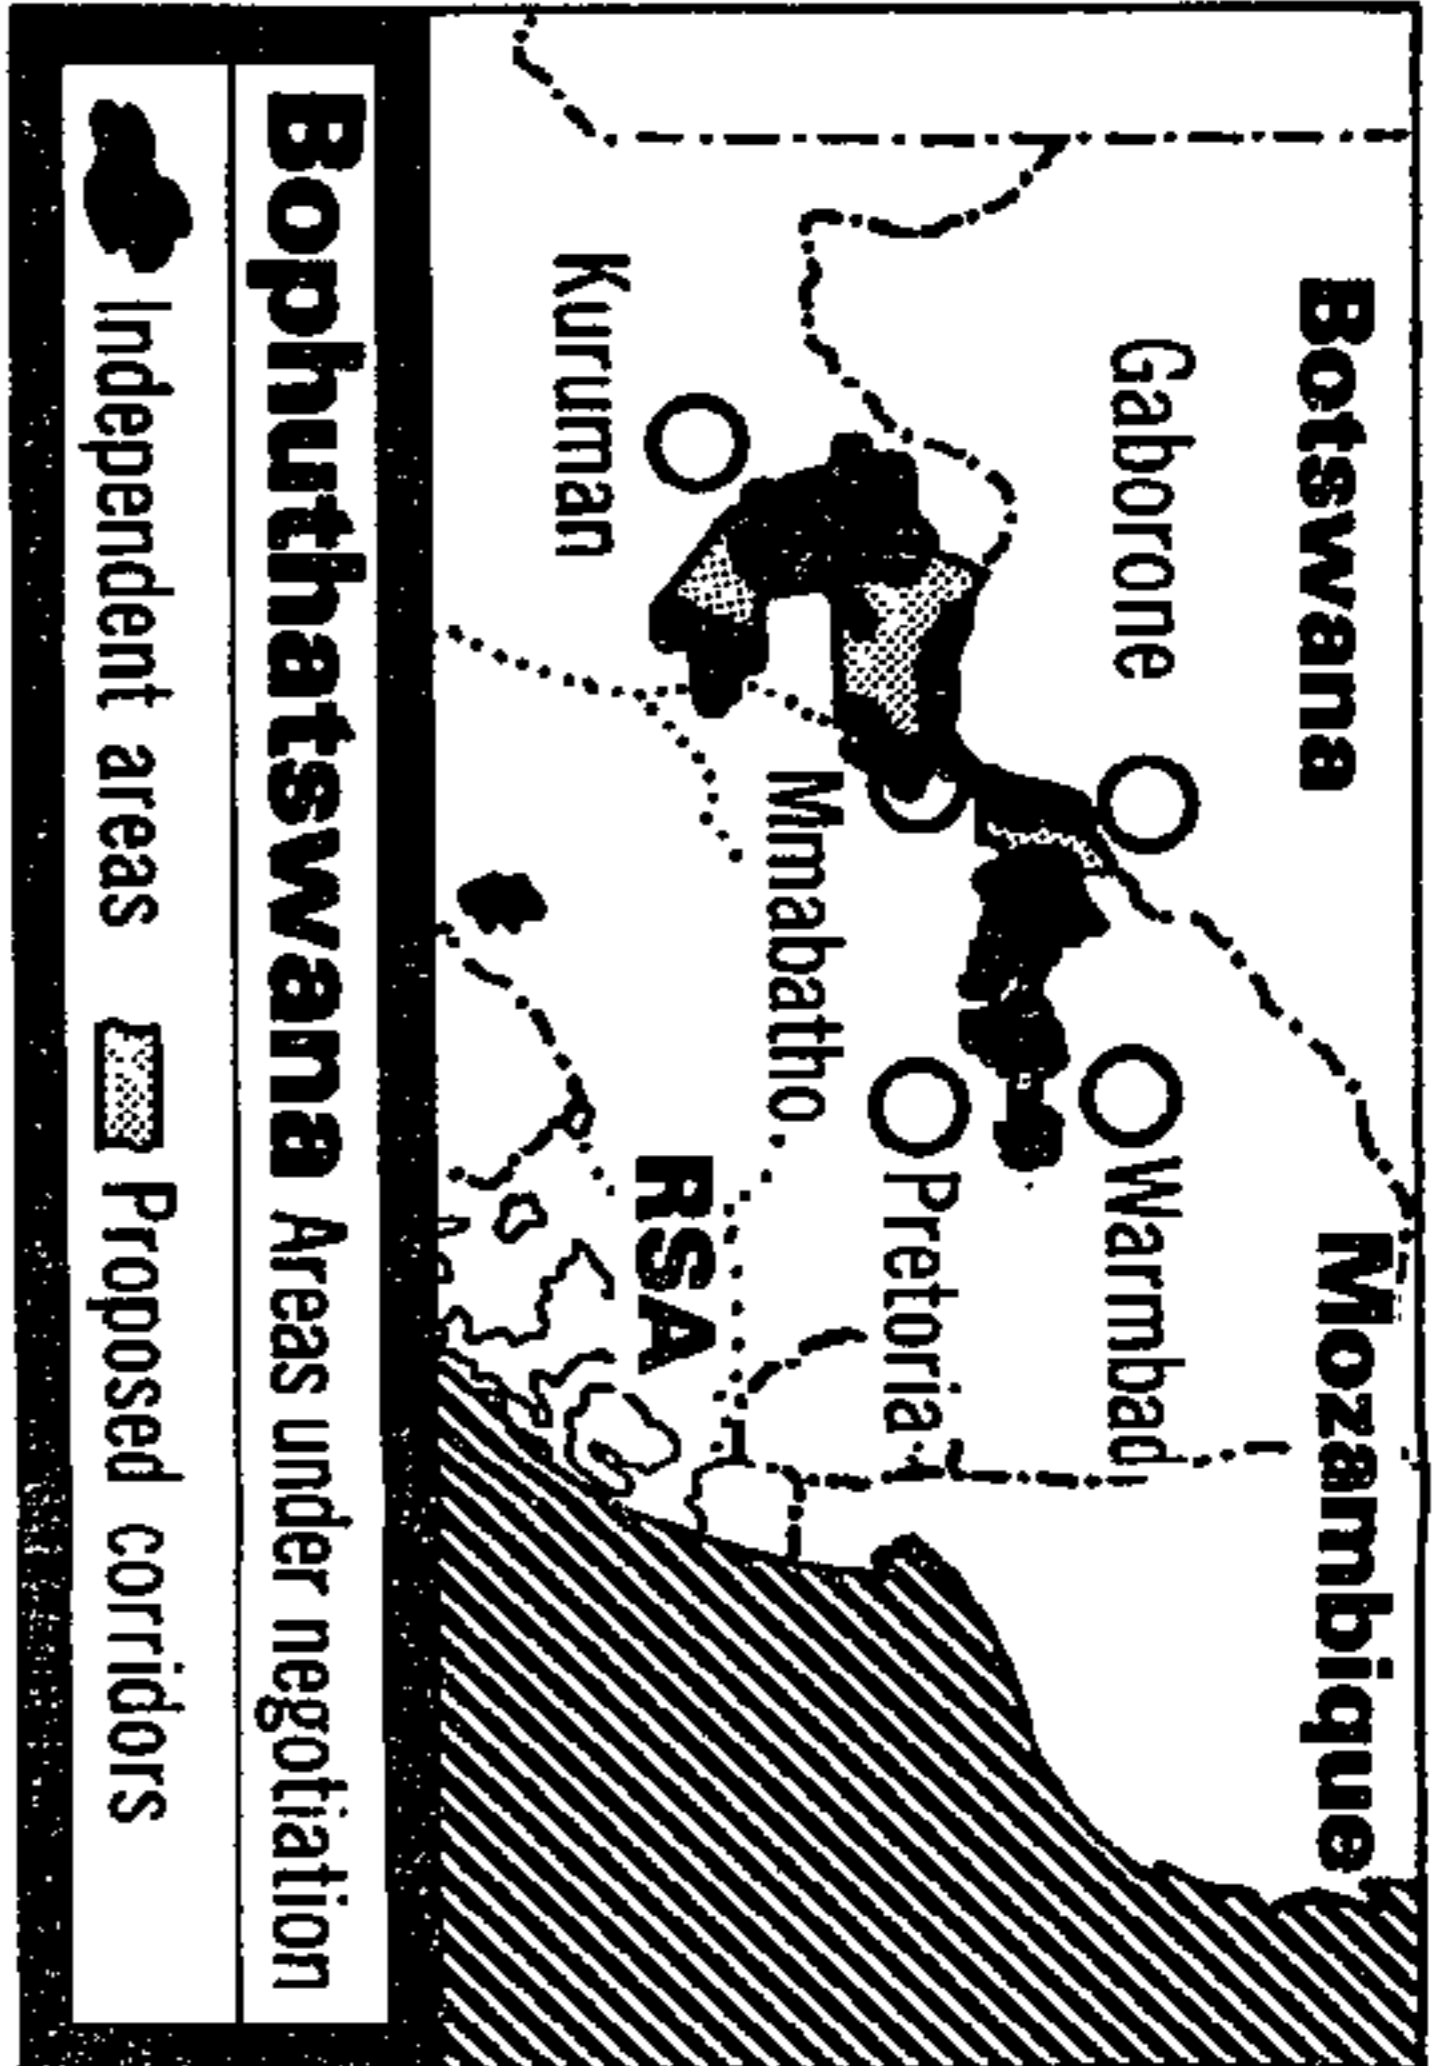 Botswana
Mozambique
Gaborone
Warmbad
Pretoria
Mmabatho
RSA
Kuruman
Bophuthatswana Areas under negotiation
Independent areas Proposed corridors